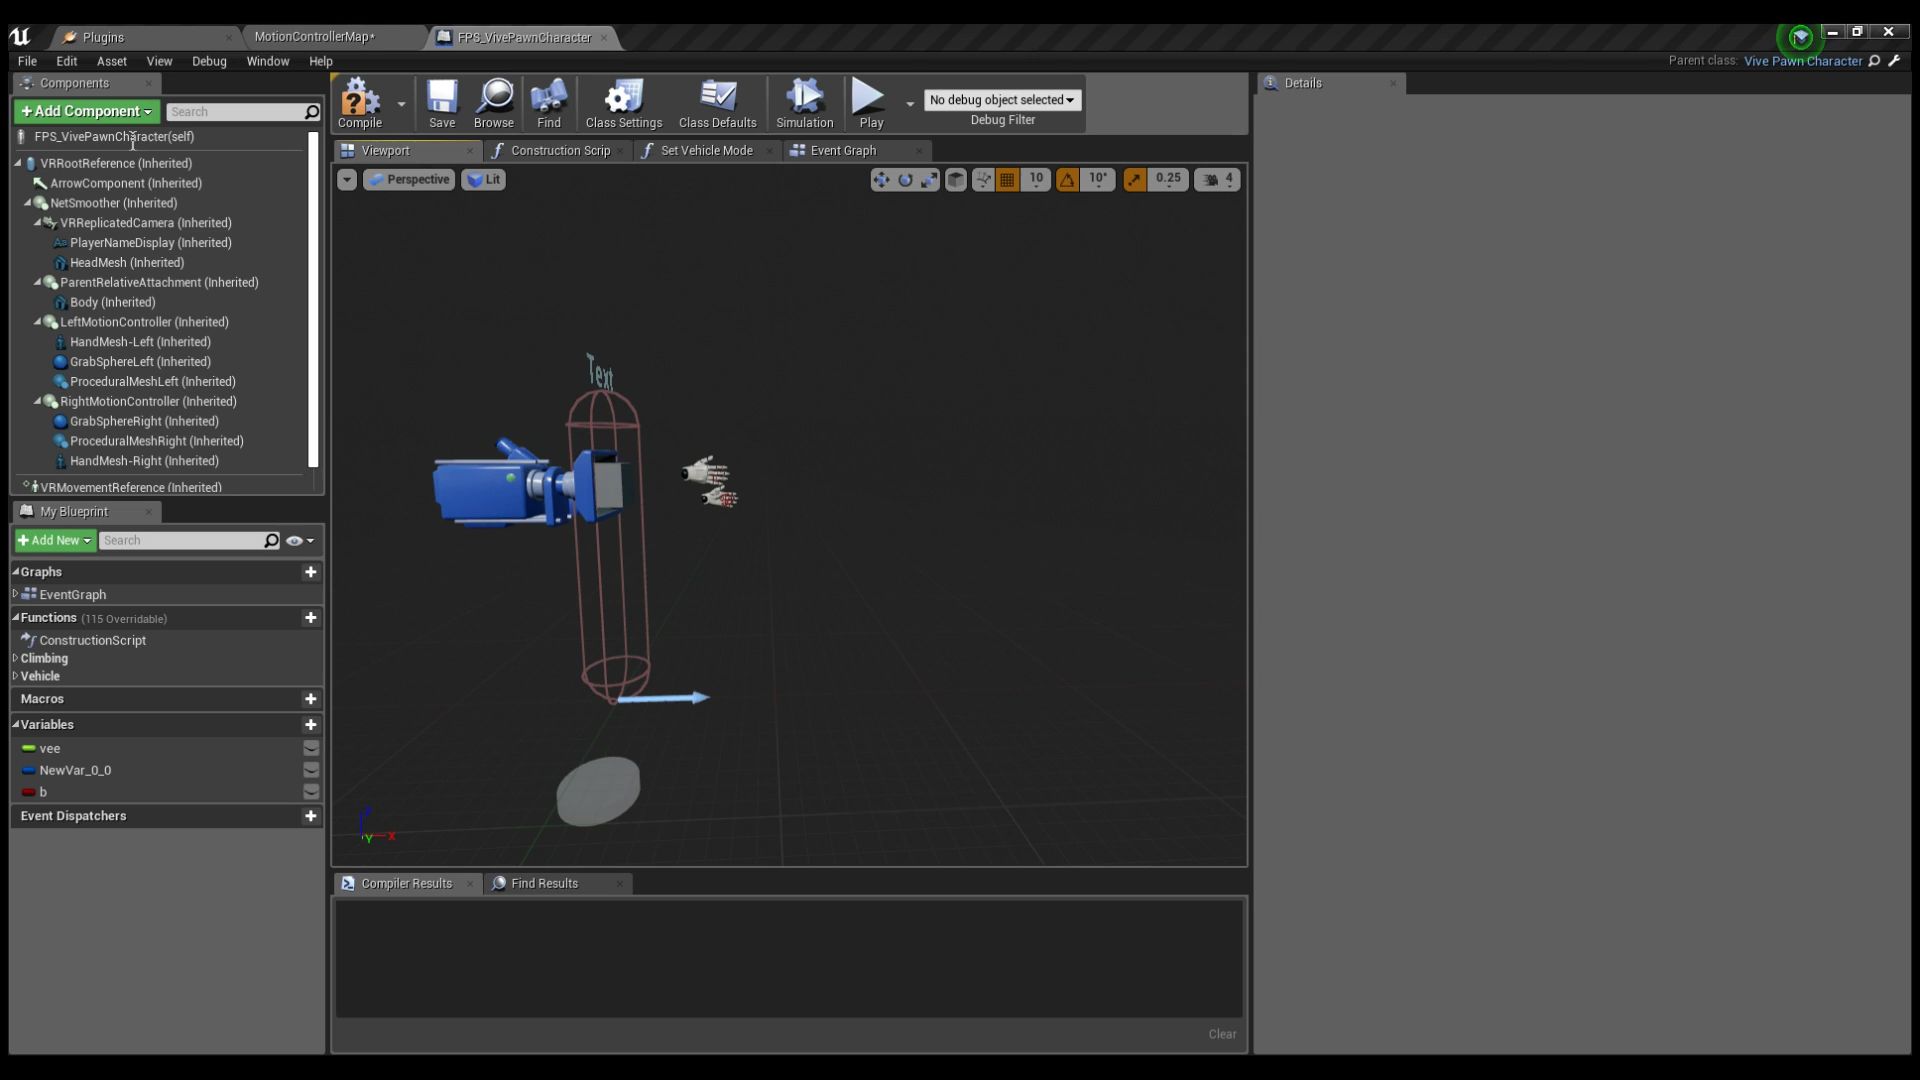 Plugins
MotionControllerMap*
FPS_VivePawnCharacter
File
Edit
Asset
View
Debug
Window
Help
Parent class: Vive Pawn Character
Components
+Add Component
Search
FPS_VivePawnCharacter(self)
VRRootReference (Inherited)
ArrowComponent (Inherited)
NetSmoother (Inherited)
VRReplicatedCamera (Inherited)
PlayerNameDisplay (Inherited)
HeadMesh (Inherited)
ParentRelativeAttachment (Inherited)
Body (Inherited)
LeftMotionController (Inherited)
HandMesh-Left (Inherited)
GrabSphereLeft (Inherited)
ProceduralMeshLeft (Inherited)
RightMotionController (Inherited)
GrabSphereRight (Inherited)
ProceduralMeshRight (Inherited)
HandMesh-Right (Inherited)
VRMovementReference (Inherited)
My Blueprint
+Add New
Search
Graphs
EventGraph
Functions (115 Overridable)
ConstructionScript
Climbing
Vehicle
Macros
Variables
vee
NewVar_0_0
b
Event Dispatchers
Compile
Save
Browse
Find
Class Settings
Class Defaults
Simulation
Play
No debug object selected
Debug Filter
Viewport
Construction Scrip
Set Vehicle Mode
Event Graph
Perspective
Lit
10
10°
0.25
4
Text
Z
Y
X
Compiler Results
Find Results
Clear
Details